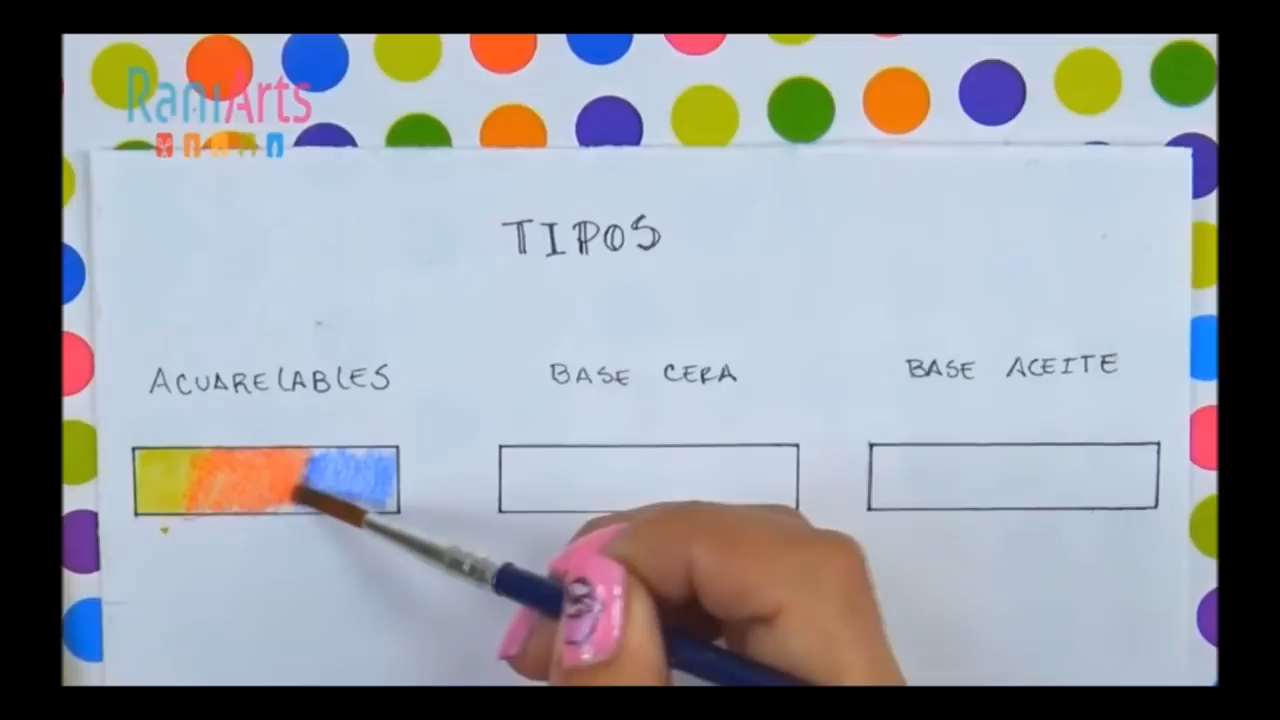 RaniArts
TIPOS
ACUARELABLES
BASE CERA
BASE ACEITE